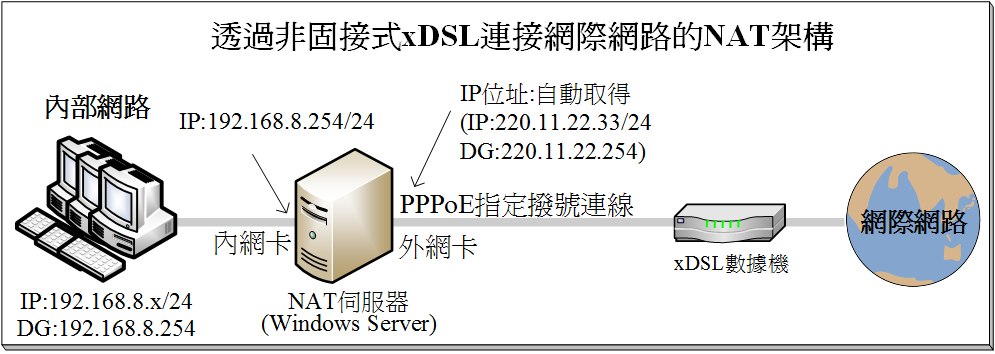 透過非固接式xDSL連接網際網路的NAT架構
內部網路
IP:192.168.8.254/24
IP位址:自動取得
(IP:220.11.22.33/24
DG:220.11.22.254)
PPPoE指定撥號連線
內網卡
外網卡
網際網路
xDSL數據機
IP:192.168.8.x/24
DG:192.168.8.254
NAT伺服器
(Windows Server)